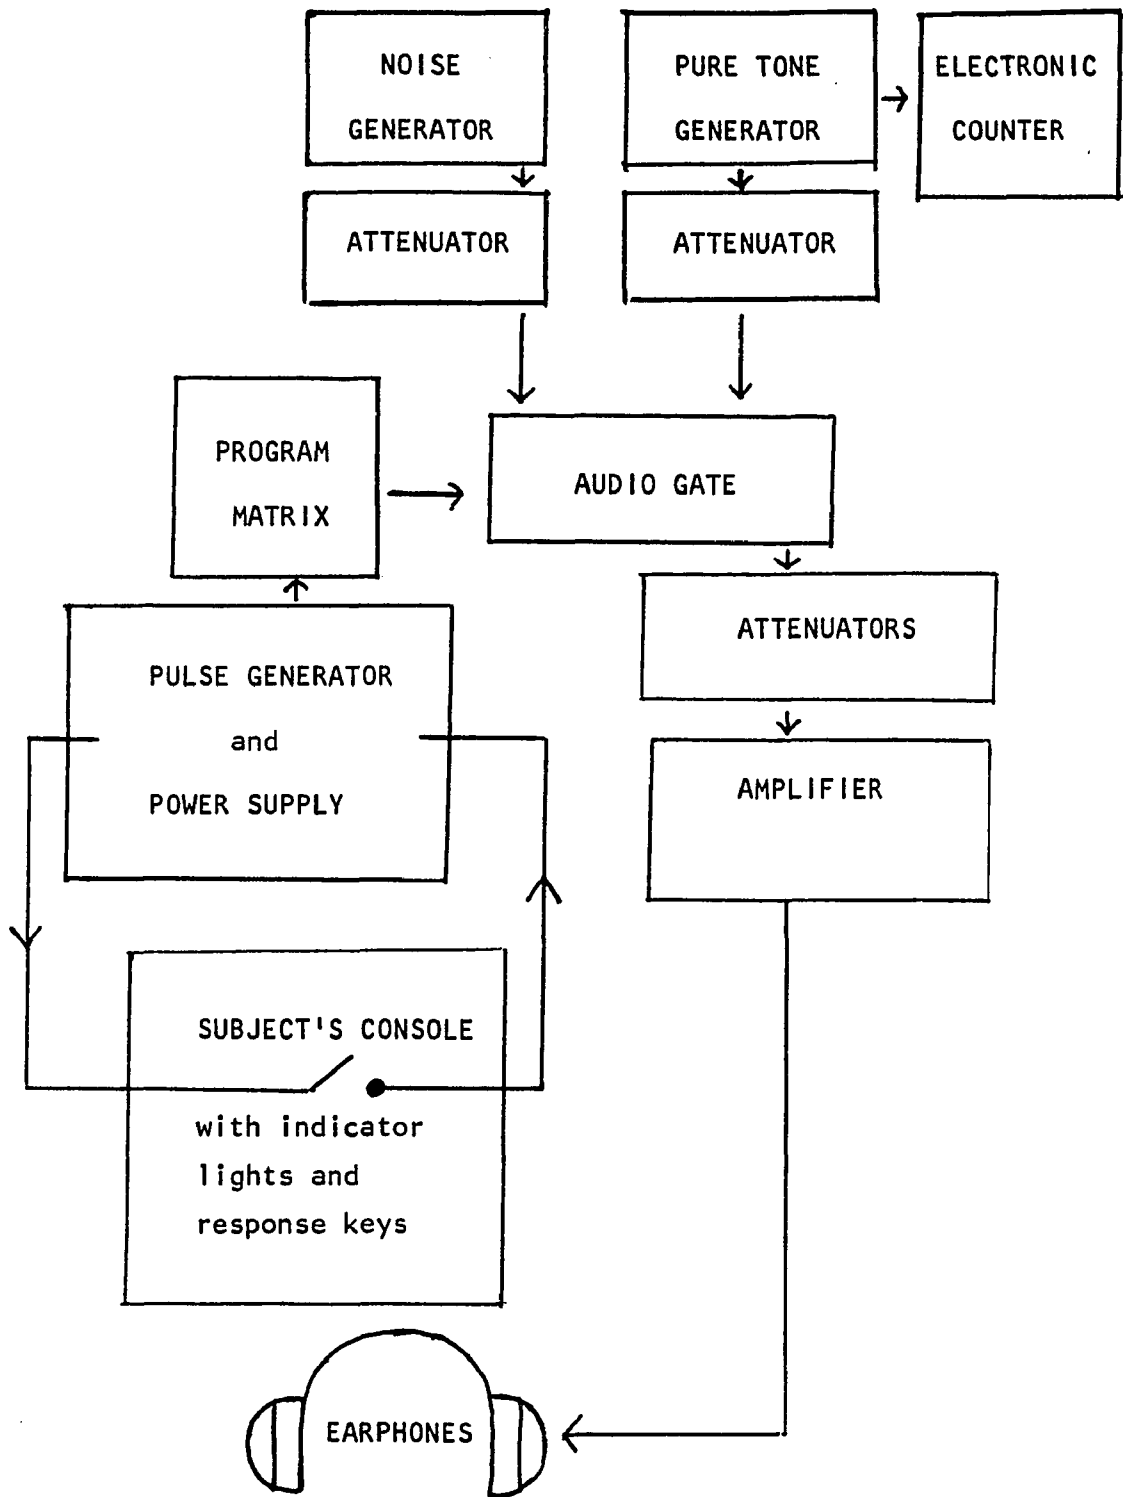 NOISE
GENERATOR
PURE TONE
GENERATOR
ELECTRONIC
COUNTER
ATTENUATOR
ATTENUATOR
PROGRAM
MATRIX
AUDIO GATE
ATTENUATORS
PULSE GENERATOR
and
POWER SUPPLY
AMPLIFIER
SUBJECT'S CONSOLE
with indicator
lights and
response keys
EARPHONES